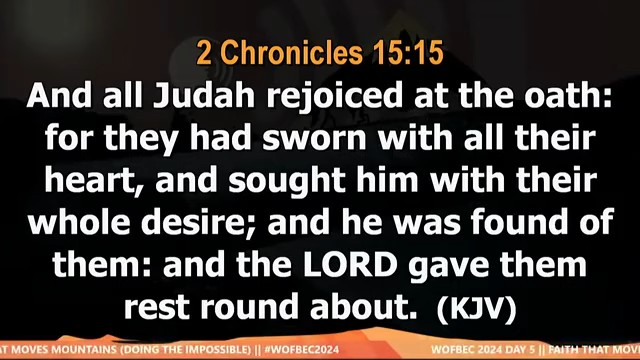 2 Chronicles 15:15
And all Judah rejoiced at the oath:
for they had sworn with all their
heart, and sought him with their
whole desire; and he was found of
them: and the LORD gave them
rest round about. (KJV)
MOVES MOUNTAINS (DOING THE IMPOSSIBLE) || #WOFBEC2024 WOFBEC 2024 DAY 5 || FAITH THAT